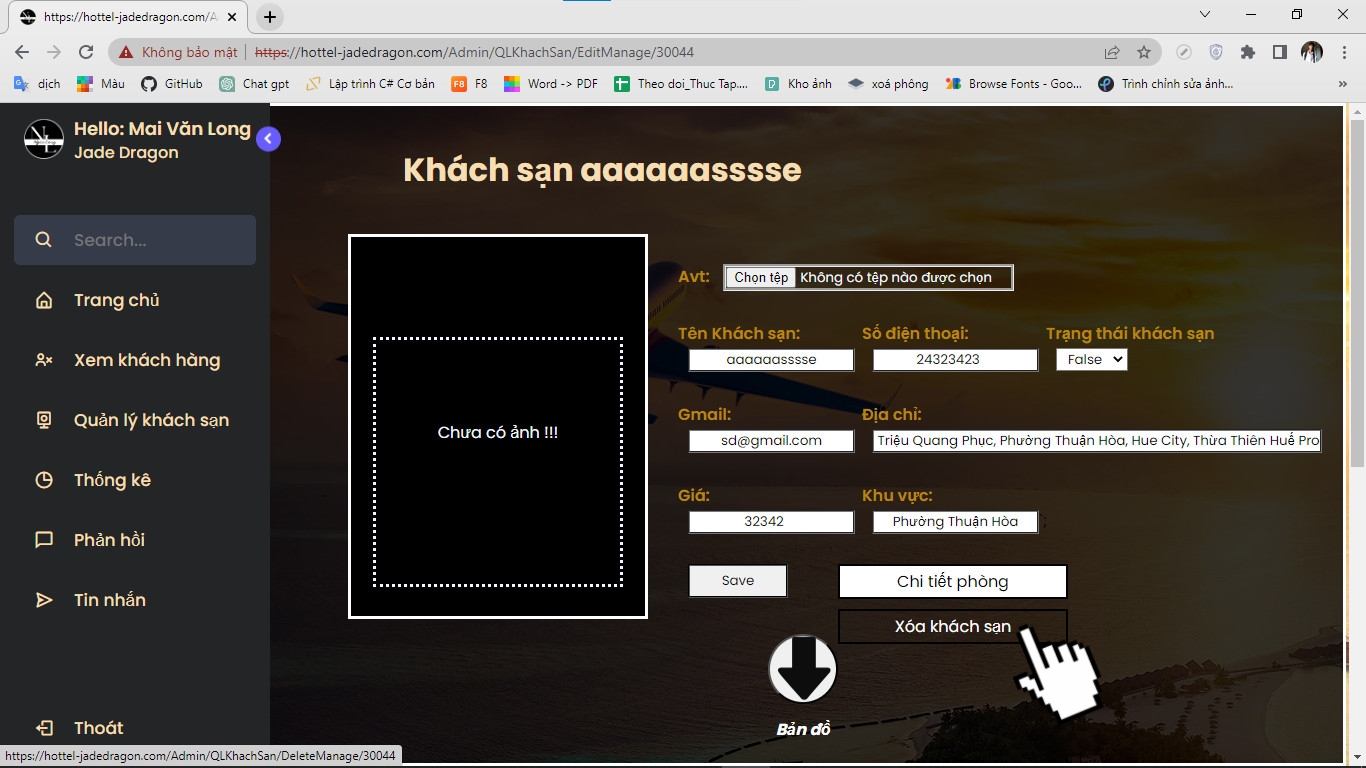 https://hottel-jadedragon.com/A
Không bảo mật
https://hottel-jadedragon.com/Admin/QLKhachSan/EditManage/30044
dịch
Màu
GitHub
Chat gpt
Lập trình C# Cơ bản
F8
F8
Word -> PDF
Theo doi_Thuc Tap...
Kho ảnh
xoá phông
Browse Fonts - Goo...
Trình chỉnh sửa ảnh...
Hello: Mai Văn Long
Jade Dragon
Search...
Trang chủ
Xem khách hàng
Quản lý khách sạn
Thống kê
Phản hồi
Tin nhắn
Thoát
Khách sạn aaaaaasssse
Chưa có ảnh !!!
Avt: Chọn tệp Không có tệp nào được chọn
Tên Khách sạn: Số điện thoại: Trạng thái khách sạn
aaaaaasssse 24323423 False
Gmail: Địa chỉ:
sd@gmail.com Triệu Quang Phục, Phường Thuận Hòa, Hue City, Thừa Thiên Huế Pro
Giá: Khu vực:
32342 Phường Thuận Hòa ;
Save Chi tiết phòng
Xóa khách sạn
Bản đồ
https://hottel-jadedragon.com/Admin/QLKhachSan/DeleteManage/30044